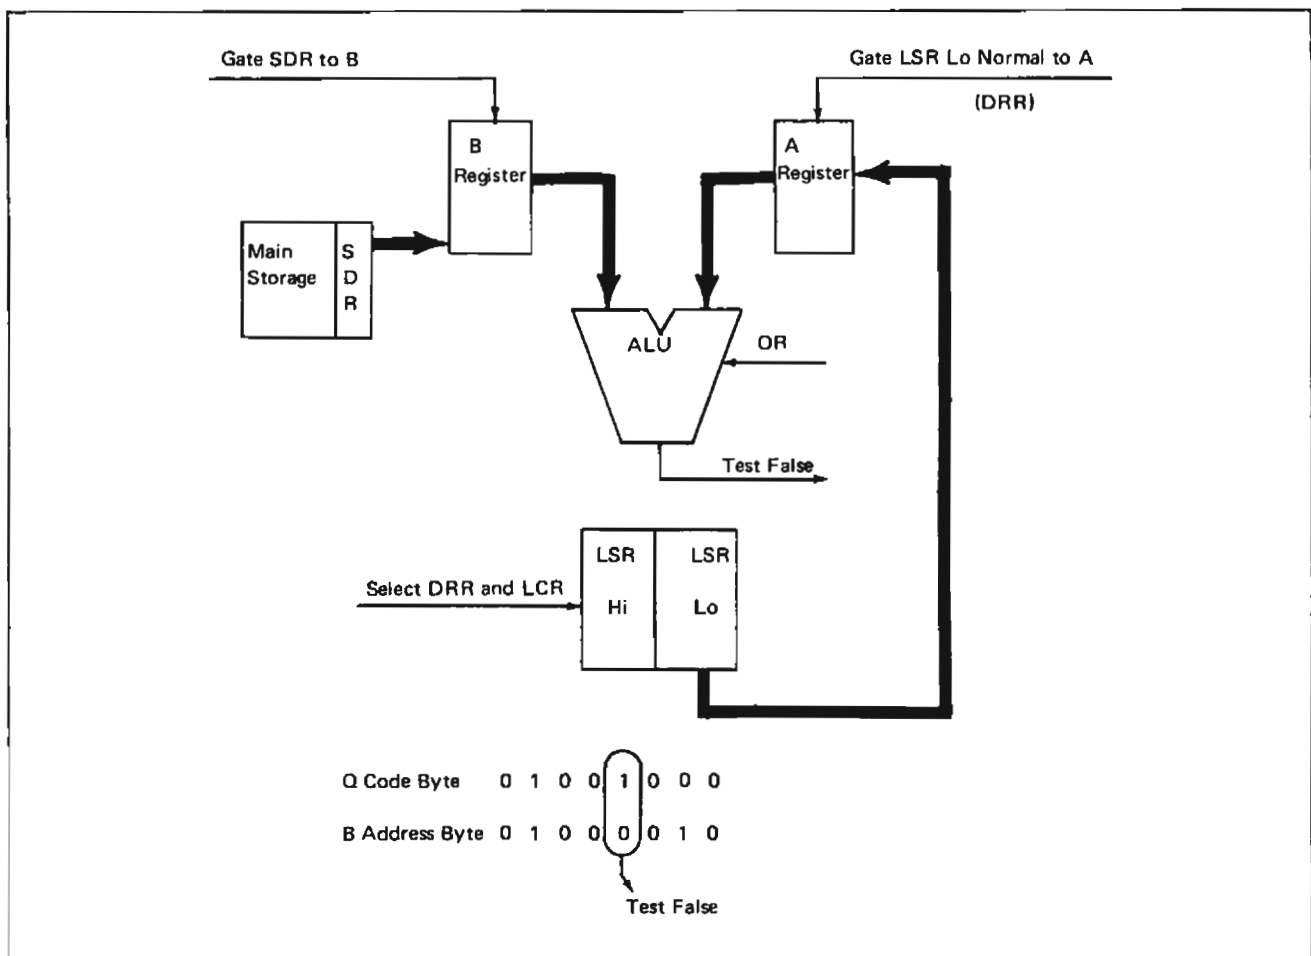 Gate SDR to B
Gate LSR Lo Normal to A
(DRR)
B
Register
A
Register
Main
Storage
S
D
R
ALU
OR
Test False
LSR
Hi
LSR
Lo
Select DRR and LCR
Q Code Byte 0 1 0 0 1 0 0 0
B Address Byte 0 1 0 0 0 0 1 0
Test False